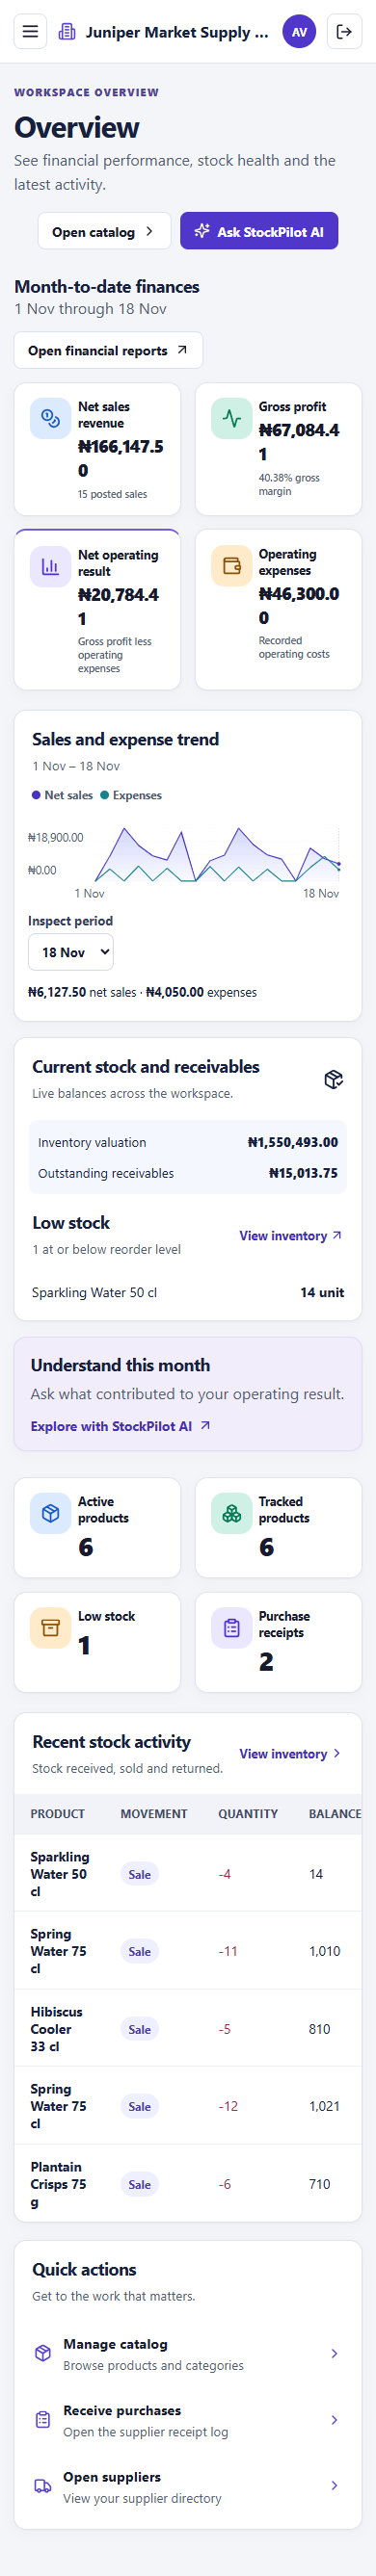 Juniper Market Supply ...
AV
WORKSPACE OVERVIEW
Overview
See financial performance, stock health and the
latest activity.
Open catalog
Ask StockPilot AI
Month-to-date finances
1 Nov through 18 Nov
Open financial reports
Net sales
revenue
₦166,147.5
0
15 posted sales
Gross profit
₦67,084.4
1
40.38% gross
margin
Net operating
result
₦20,784.4
1
Gross profit less
operating
expenses
Operating
expenses
₦46,300.0
0
Recorded
operating costs
Sales and expense trend
1 Nov – 18 Nov
Net sales
Expenses
₦18,900.00
₦0.00
1 Nov
18 Nov
Inspect period
18 Nov
₦6,127.50 net sales · ₦4,050.00 expenses
Current stock and receivables
Live balances across the workspace.
Inventory valuation
₦1,550,493.00
Outstanding receivables
₦15,013.75
Low stock
1 at or below reorder level
View inventory
Sparkling Water 50 cl
14 unit
Understand this month
Ask what contributed to your operating result.
Explore with StockPilot AI
Active
products
6
Tracked
products
6
Low stock
1
Purchase
receipts
2
Recent stock activity
Stock received, sold and returned.
View inventory
PRODUCT MOVEMENT QUANTITY BALANCE
Sparkling
Water 50
cl
Sale
-4
14
Spring
Water 75
cl
Sale
-11
1,010
Hibiscus
Cooler
33 cl
Sale
-5
810
Spring
Water 75
cl
Sale
-12
1,021
Plantain
Crisps 75
g
Sale
-6
710
Quick actions
Get to the work that matters.
Manage catalog
Browse products and categories
Receive purchases
Open the supplier receipt log
Open suppliers
View your supplier directory